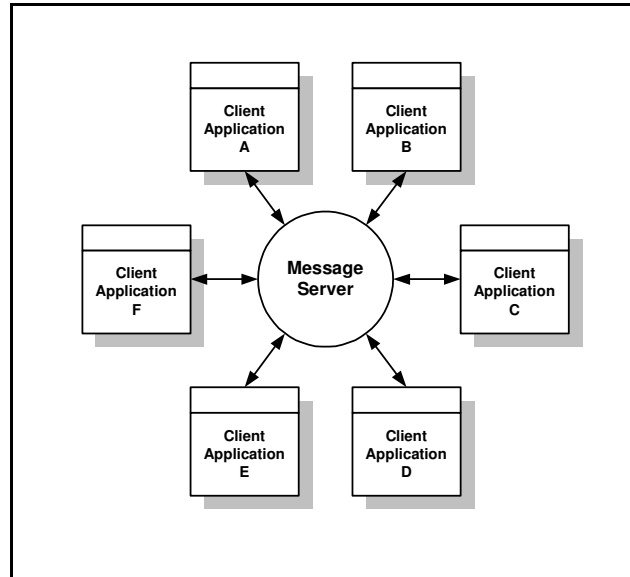 Client
Application
A
Client
Application
B
Client
Application
F
Message
Server
Client
Application
C
Client
Application
E
Client
Application
D